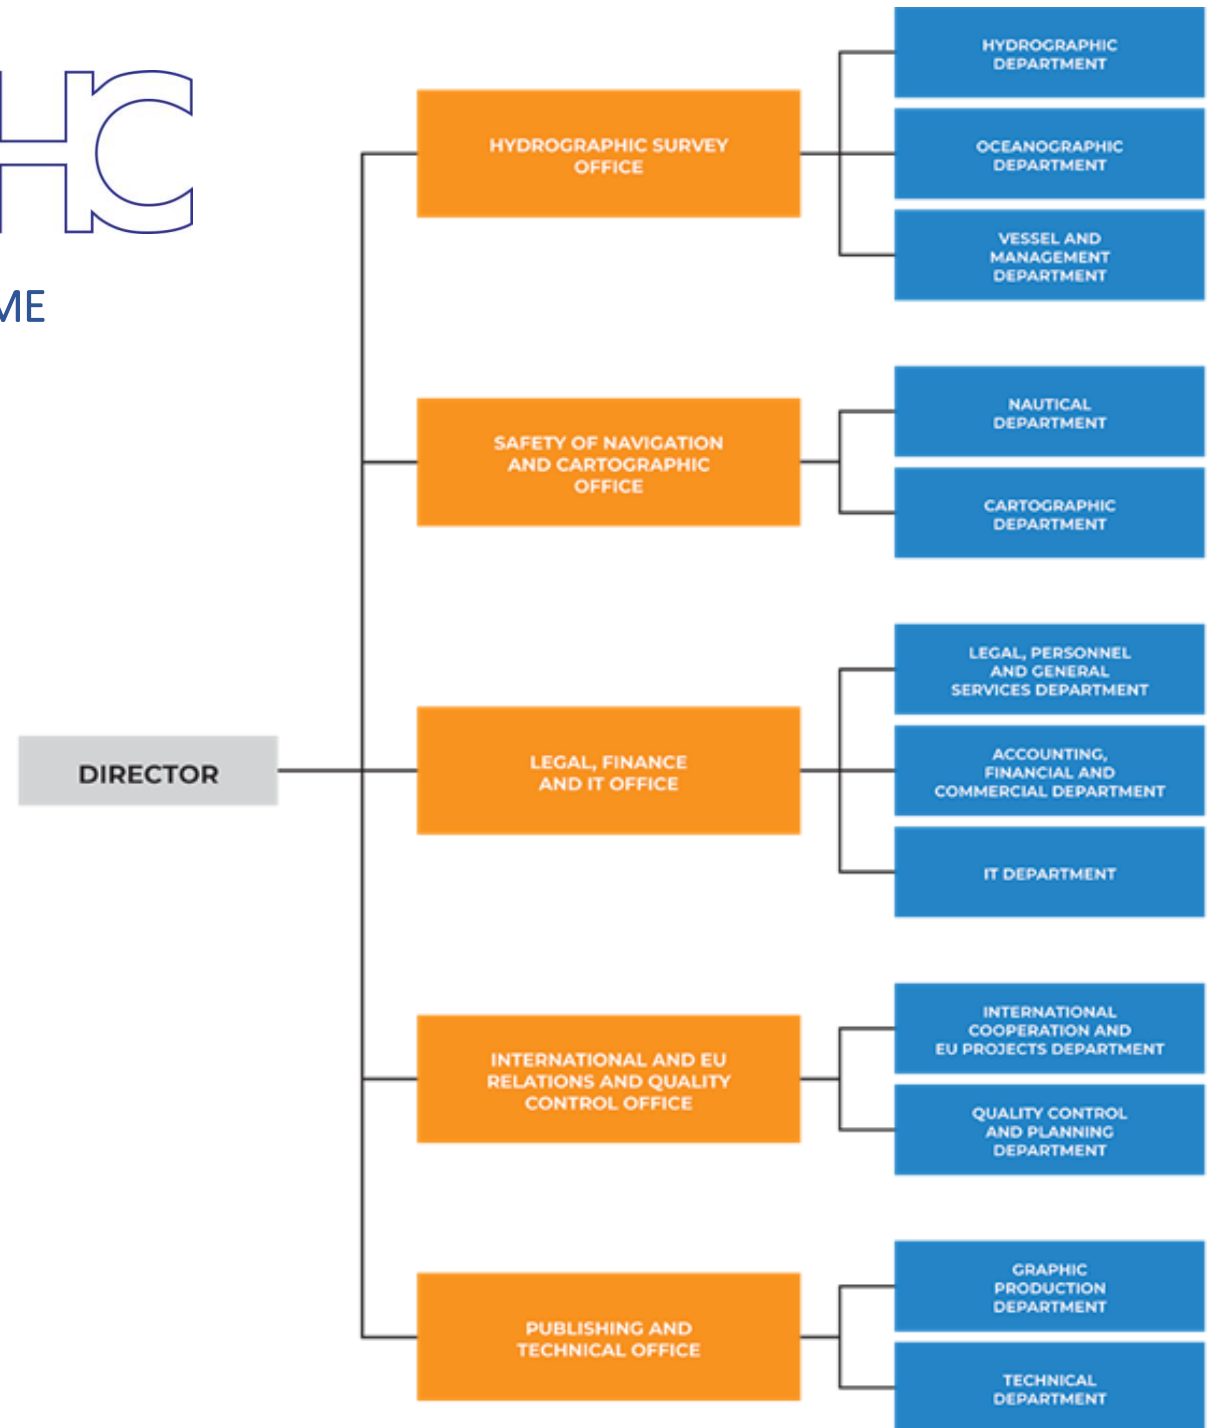 HC
ME
HYDROGRAPHIC SURVEY
OFFICE
HYDROGRAPHIC
DEPARTMENT
OCEANOGRAPHIC
DEPARTMENT
VESSEL AND
MANAGEMENT
DEPARTMENT
SAFETY OF NAVIGATION
AND CARTOGRAPHIC
OFFICE
NAUTICAL
DEPARTMENT
CARTOGRAPHIC
DEPARTMENT
DIRECTOR
LEGAL, FINANCE
AND IT OFFICE
LEGAL, PERSONNEL
AND GENERAL
SERVICES DEPARTMENT
ACCOUNTING,
FINANCIAL AND
COMMERCIAL DEPARTMENT
IT DEPARTMENT
INTERNATIONAL AND EU
RELATIONS AND QUALITY
CONTROL OFFICE
INTERNATIONAL
COOPERATION AND
EU PROJECTS DEPARTMENT
QUALITY CONTROL
AND PLANNING
DEPARTMENT
PUBLISHING AND
TECHNICAL OFFICE
GRAPHIC
PRODUCTION
DEPARTMENT
TECHNICAL
DEPARTMENT